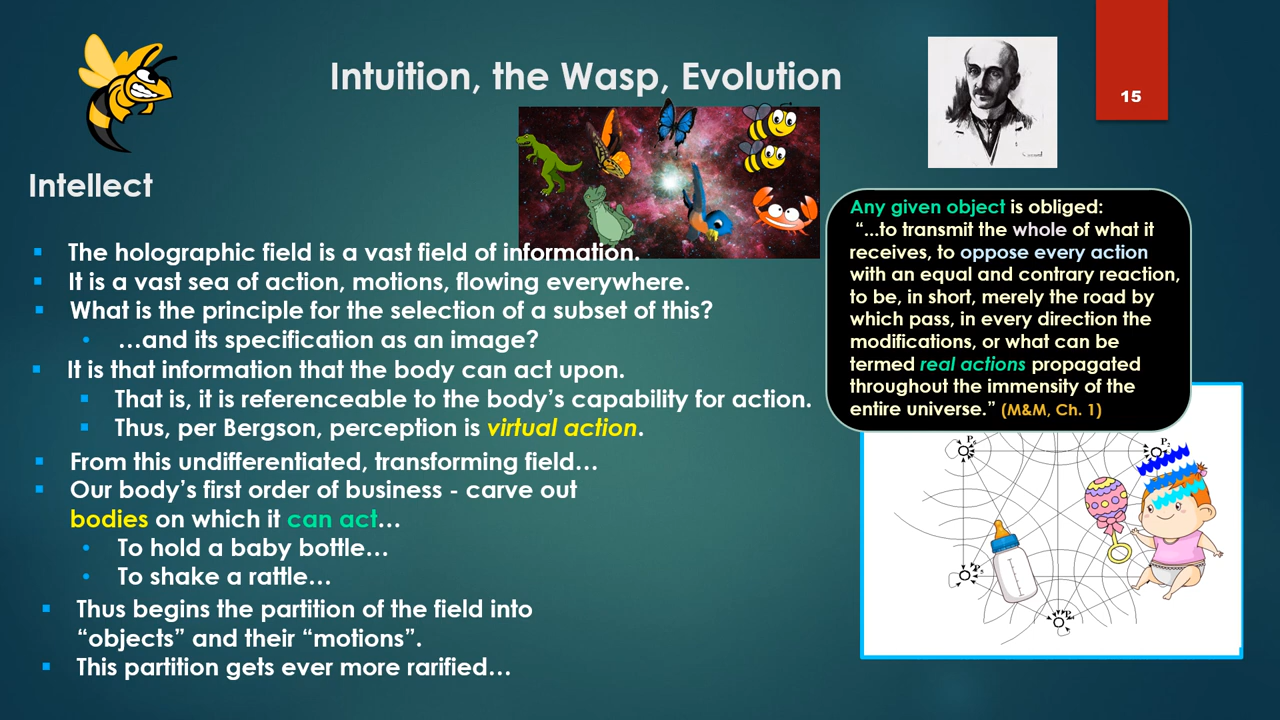 Intuition, the Wasp, Evolution
15
Intellect
The holographic field is a vast field of information.
It is a vast sea of action, motions, flowing everywhere.
What is the principle for the selection of a subset of this?
…and its specification as an image?
It is that information that the body can act upon.
That is, it is referenceable to the body’s capability for action.
Thus, per Bergson, perception is virtual action.
From this undifferentiated, transforming field…
Our body’s first order of business - carve out
bodies on which it can act…
To hold a baby bottle…
To shake a rattle…
Thus begins the partition of the field into
“objects” and their “motions”.
This partition gets ever more rarified…
Any given object is obliged:
“...to transmit the whole of what it
receives, to oppose every action
with an equal and contrary reaction,
to be, in short, merely the road by
which pass, in every direction the
modifications, or what can be
termed real actions propagated
throughout the immensity of the
entire universe.” (M&M, Ch. 1)